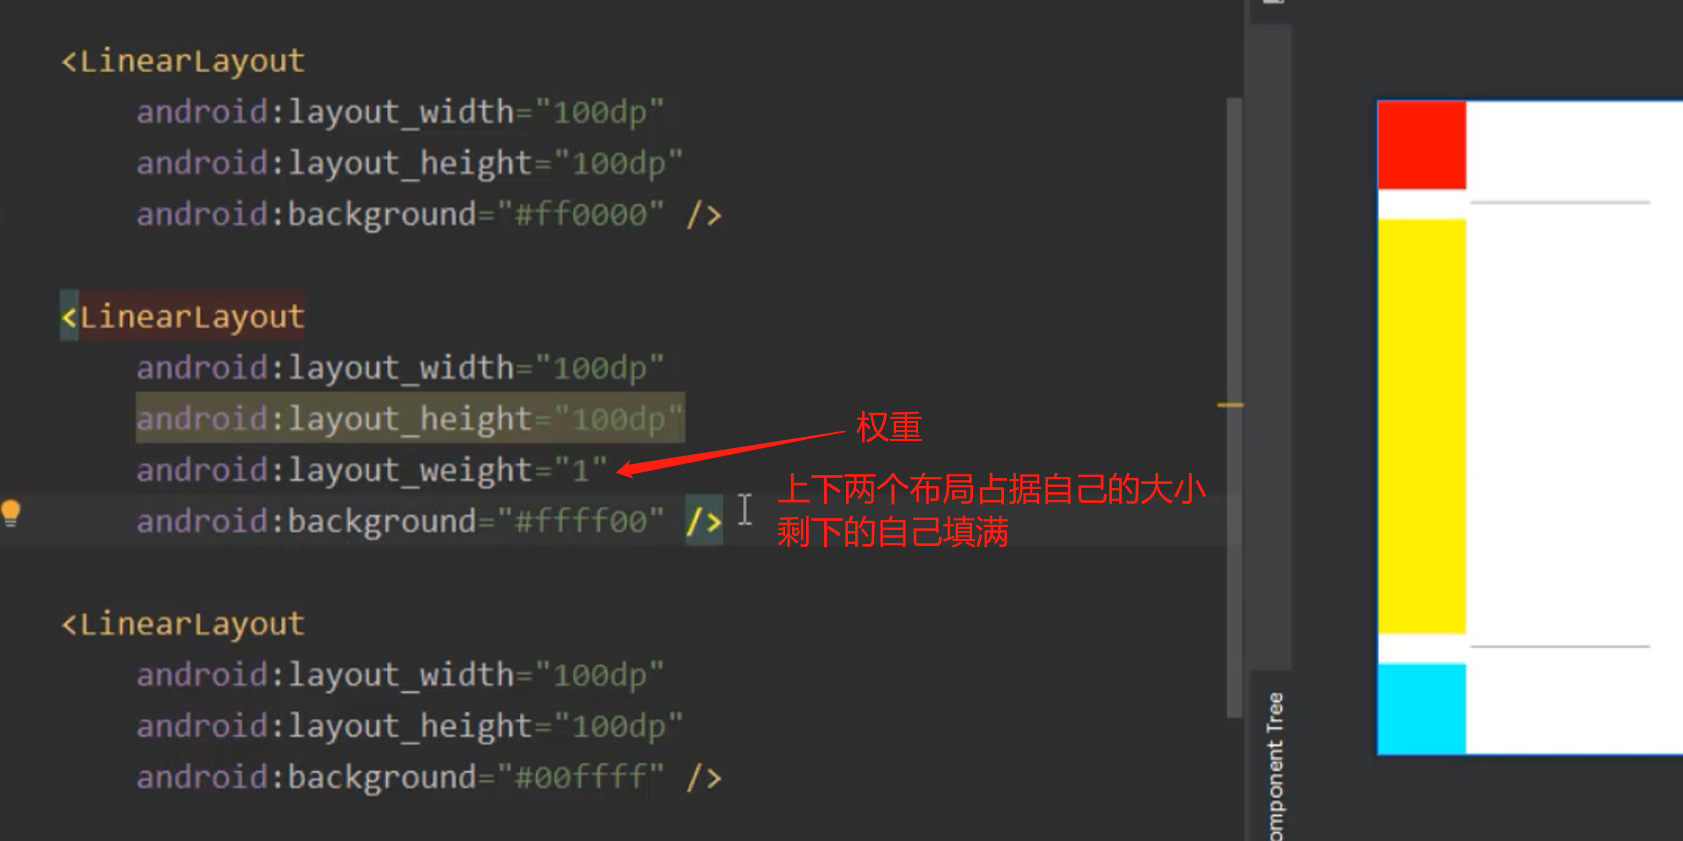 <LinearLayout
android:layout_width="100dp"
android:layout_height="100dp"
android:background="#ff0000" />
<LinearLayout
android:layout_width="100dp"
android:layout_height="100dp"
android:layout_weight="1"
android:background="#ffff00" />
权重
上下两个布局占据自己的大小
剩下的自己填满
<LinearLayout
android:layout_width="100dp"
android:layout_height="100dp"
android:background="#00ffff" />
omponent Tree